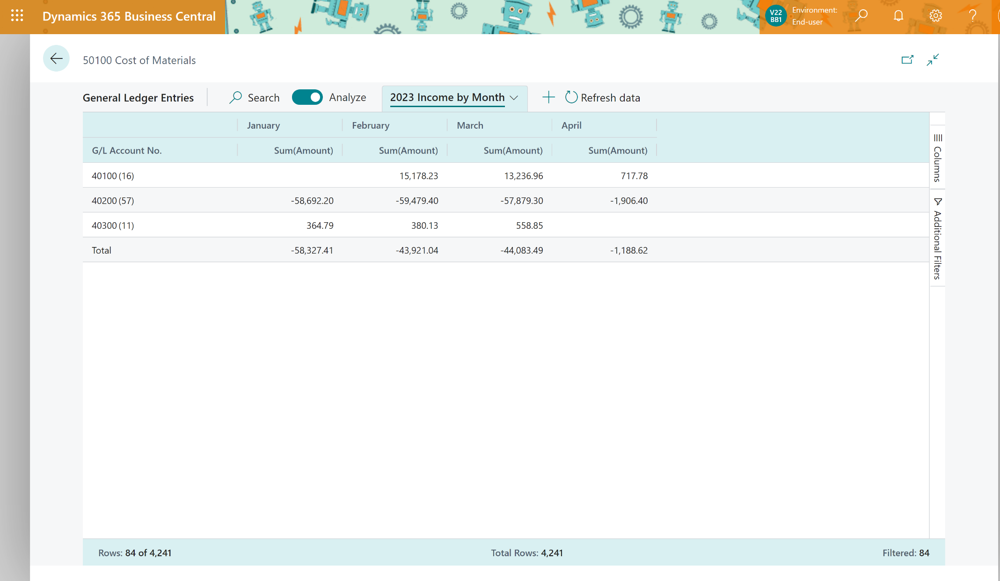 Dynamics 365 Business Central
V22
BB1
Environment:
End-user
50100 Cost of Materials
General Ledger Entries
Search
Analyze
2023 Income by Month
Refresh data
January February March April
G/L Account No. Sum(Amount) Sum(Amount) Sum(Amount) Sum(Amount)
40100 (16) 15,178.23 13,236.96 717.78
40200 (57) -58,692.20 -59,479.40 -57,879.30 -1,906.40
40300 (11) 364.79 380.13 558.85
Total -58,327.41 -43,921.04 -44,083.49 -1,188.62
Columns
Additional Filters
Rows: 84 of 4,241
Total Rows: 4,241
Filtered: 84